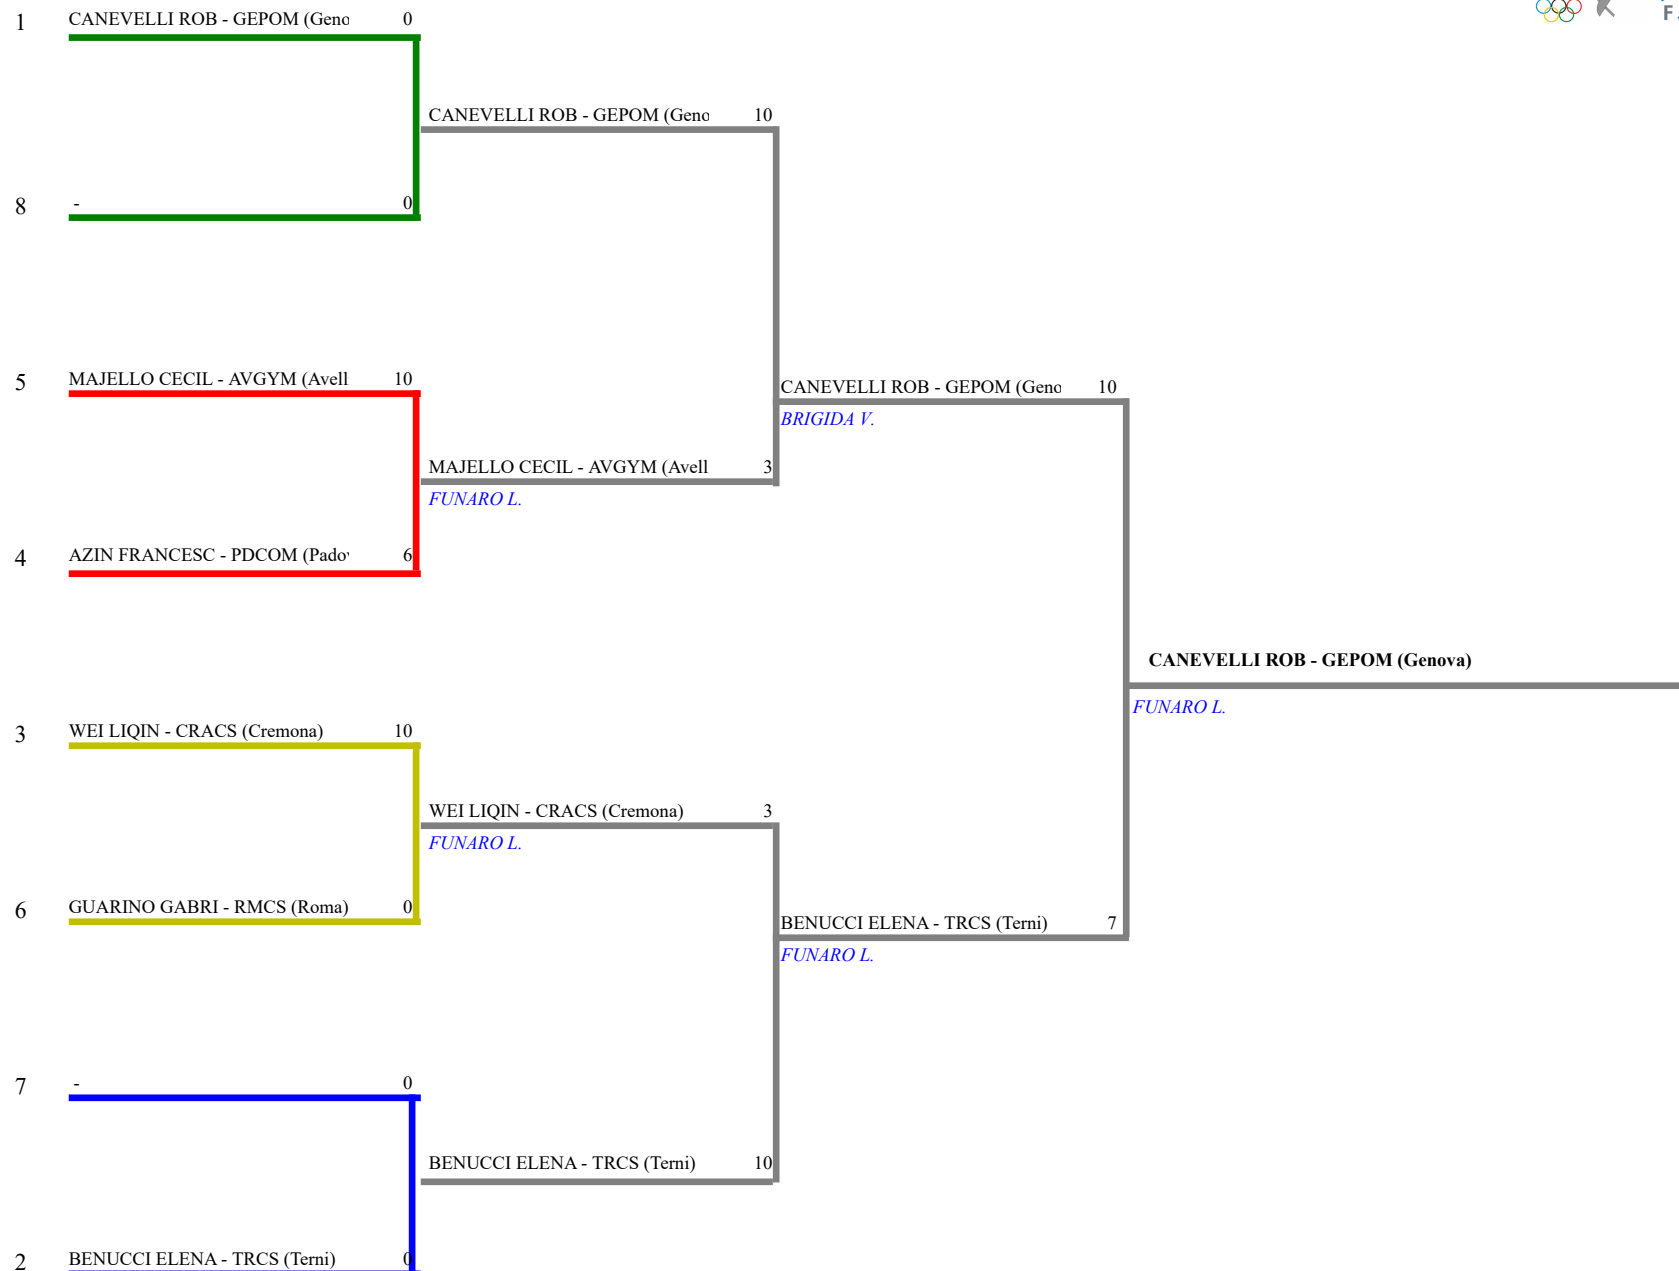 1 CANEVELLI ROB - GEPOM (Geno 0
CANEVELLI ROB - GEPOM (Geno 10
8 - 0
5 MAJELLO CECIL - AVGYM (Avell 10
CANEVELLI ROB - GEPOM (Geno 10
BRIGIDA V.
MAJELLO CECIL - AVGYM (Avell 3
FUNARO L.
4 AZIN FRANCESC - PDCOM (Pado 6
CANEVELLI ROB - GEPOM (Genova)
FUNARO L.
3 WEI LIQIN - CRACS (Cremona) 10
WEI LIQIN - CRACS (Cremona) 3
FUNARO L.
6 GUARINO GABRI - RMCS (Roma) 0
BENUCCI ELENA - TRCS (Terni) 7
FUNARO L.
7 - 0
BENUCCI ELENA - TRCS (Terni) 10
2 BENUCCI ELENA - TRCS (Terni) 0